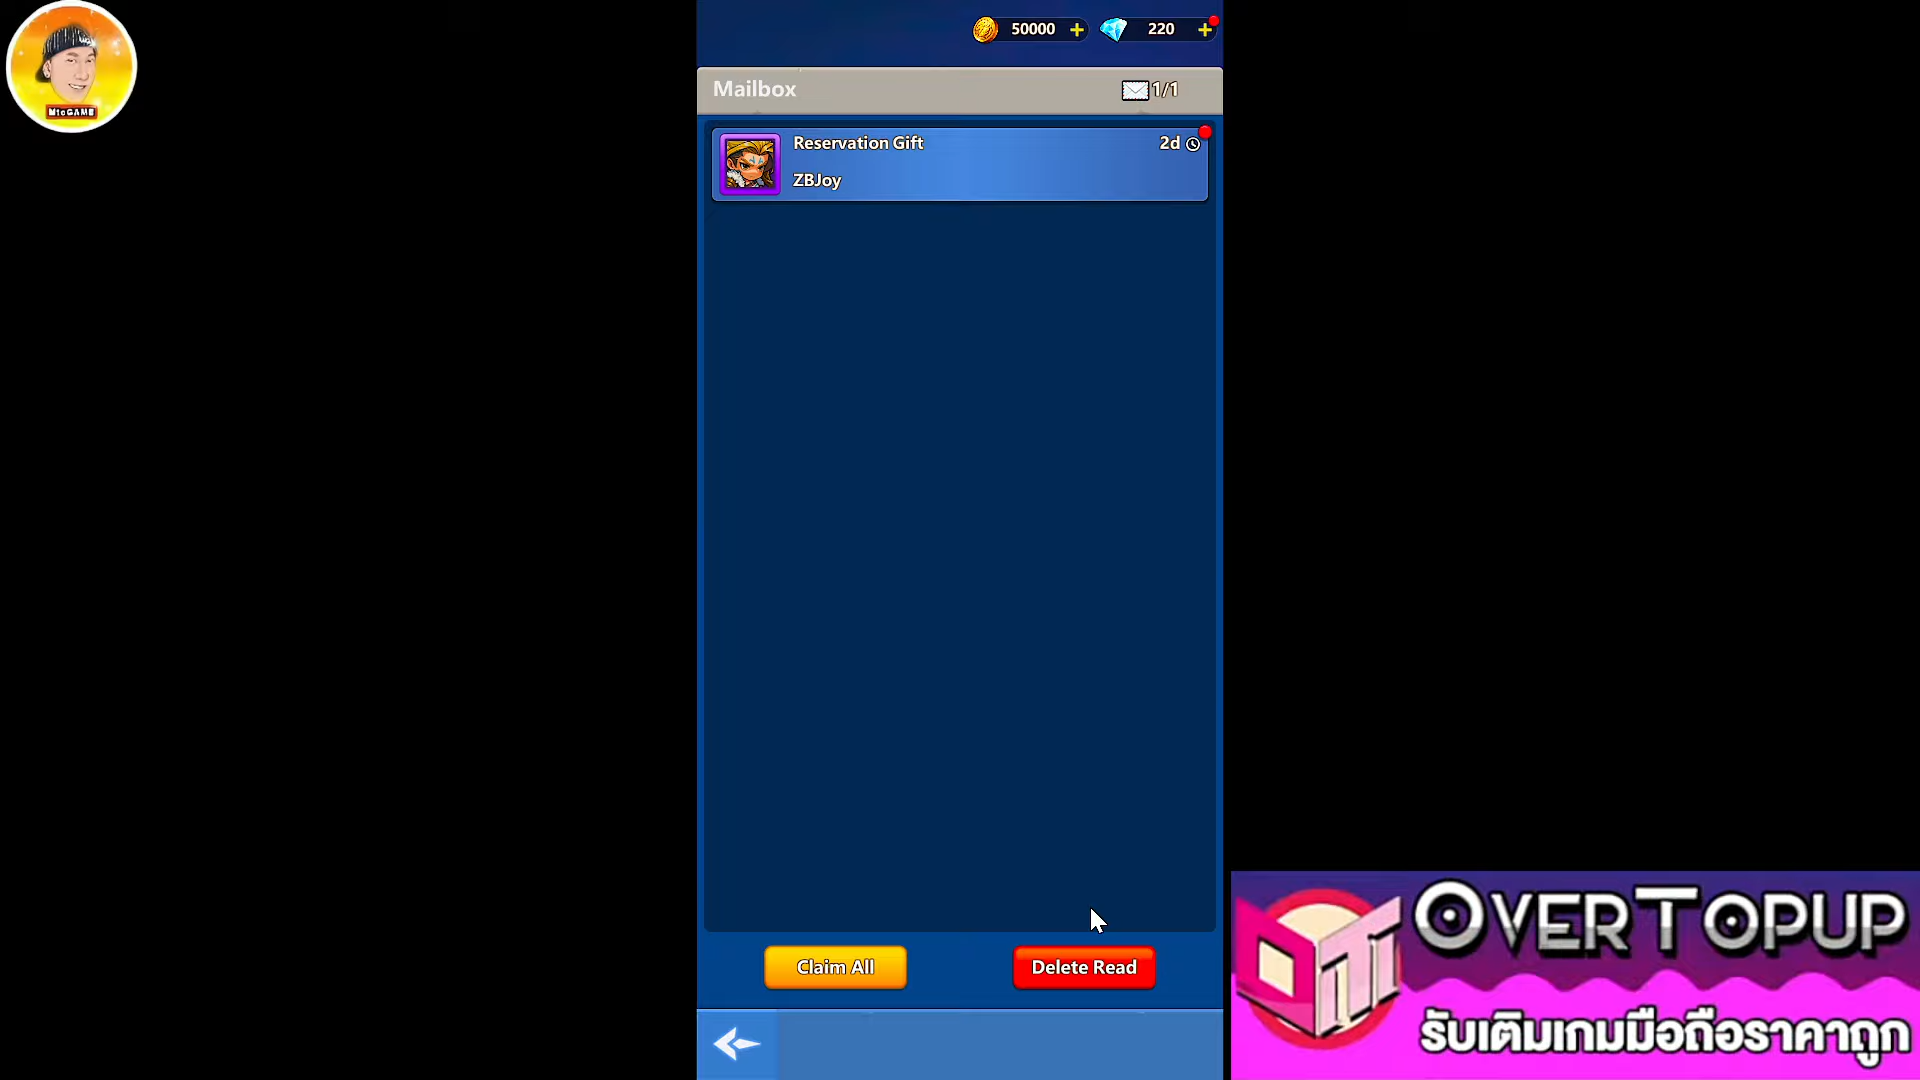 50000
220
Mailbox
1/1
Reservation Gift
2d
ZBJoy
Claim All
Delete Read
OVERTOPUP
รับเติมเกมมือถือราคาถูก